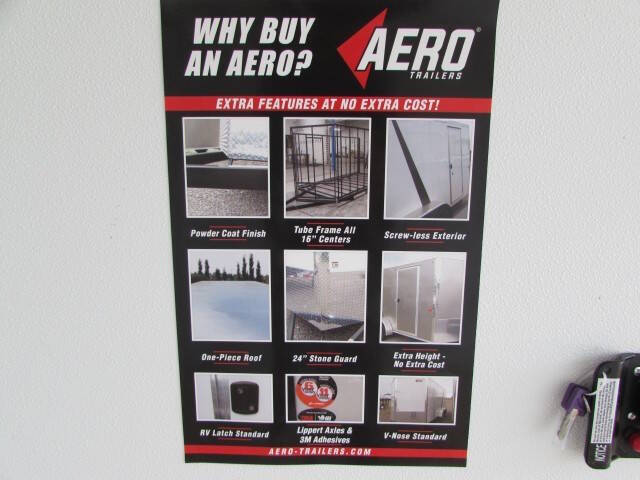 WHY BUY
AN AERO?
AERO®
TRAILERS
EXTRA FEATURES AT NO EXTRA COST!
Powder Coat Finish
Tube Frame All
16" Centers
Screw-less Exterior
One-Piece Roof
24" Stone Guard
Extra Height -
No Extra Cost
RV Latch Standard
Lippert Axles &
3M Adhesives
V-Nose Standard
AERO-TRAILERS.COM
NOTICE